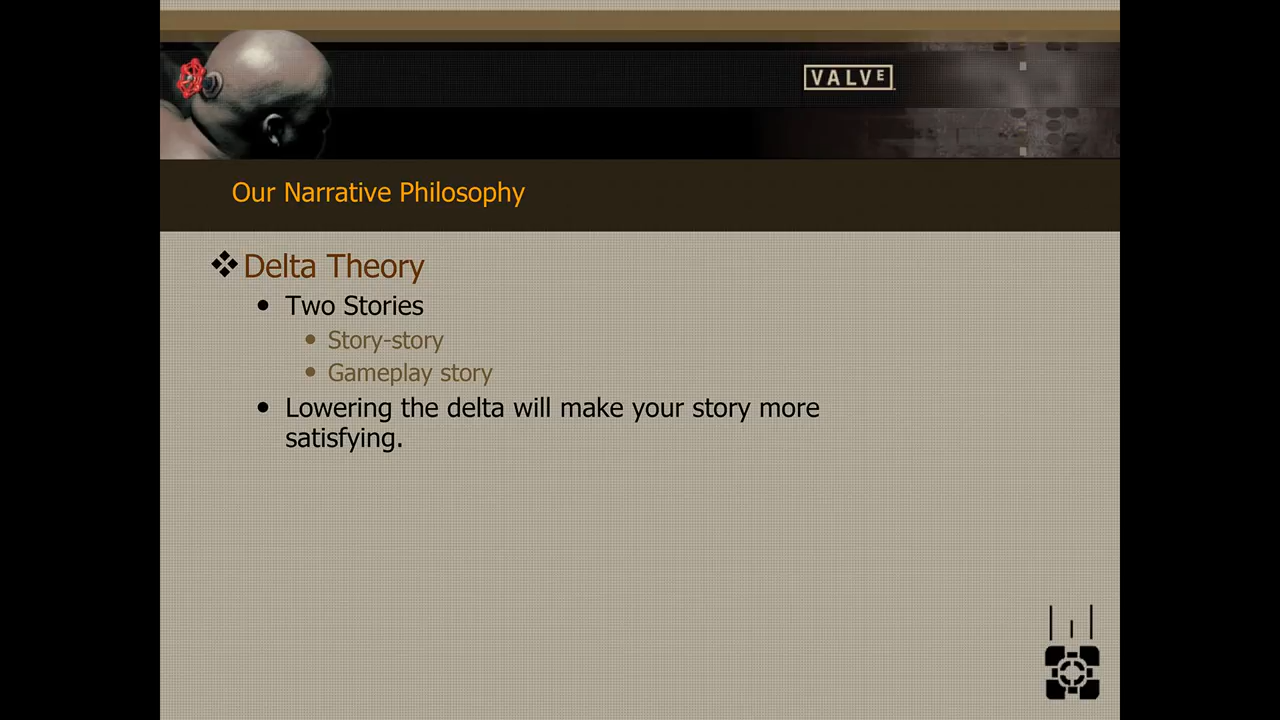 VALVE
Our Narrative Philosophy
Delta Theory
Two Stories
Story-story
Gameplay story
Lowering the delta will make your story more
satisfying.